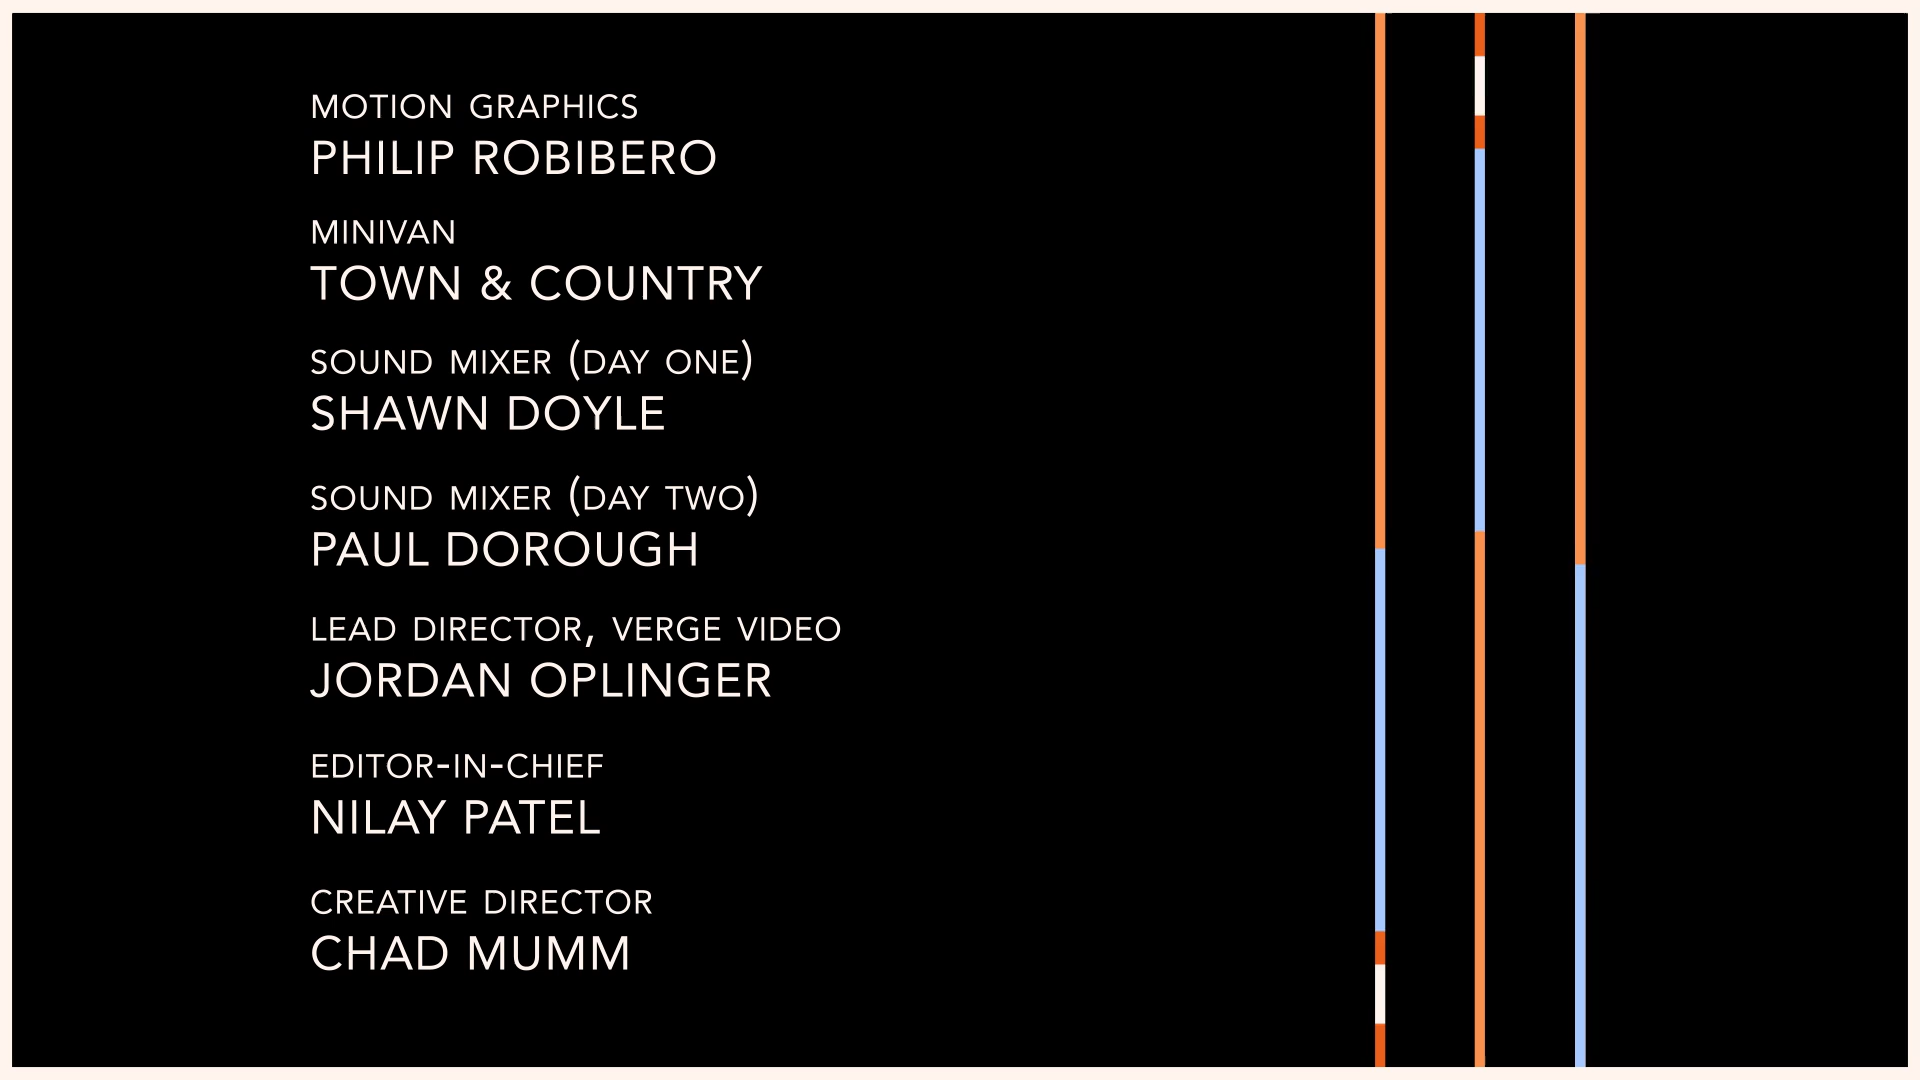 MOTION GRAPHICS
PHILIP ROBIBERO
MINIVAN
TOWN & COUNTRY
SOUND MIXER (DAY ONE)
SHAWN DOYLE
SOUND MIXER (DAY TWO)
PAUL DOROUGH
LEAD DIRECTOR, VERGE VIDEO
JORDAN OPLINGER
EDITOR-IN-CHIEF
NILAY PATEL
CREATIVE DIRECTOR
CHAD MUMM